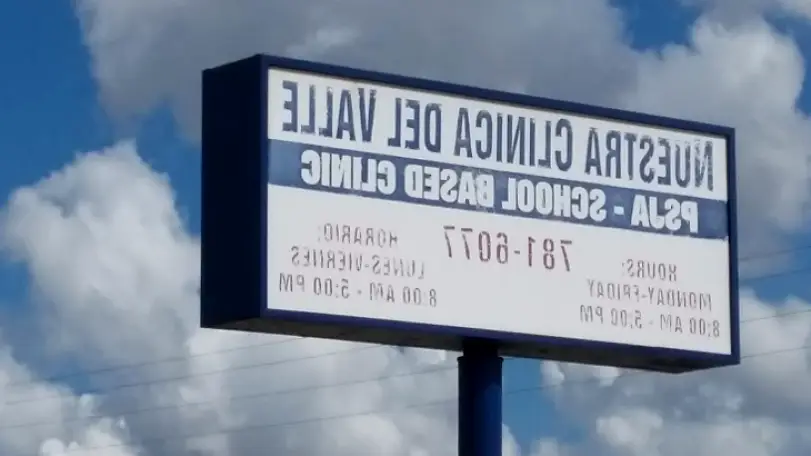 NUESTRA CLINICA DEL VALLE
PSJA - SCHOOL BASED CLINIC
781-6077
HOURS:
MONDAY-FRIDAY
8:00 AM - 5:00 PM
HORARIO:
LUNES-VIERNES
8:00 AM - 5:00 PM